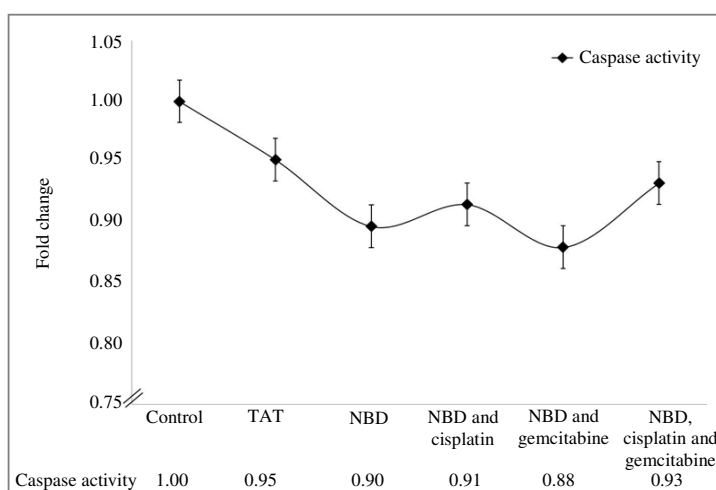 1.05
Caspase activity
1.00
0.95
0.90
0.85
0.80
0.75
Fold change
Control TAT NBD NBD and NBD and NBD,
cisplatin gemcitabine cisplatin and
gemcitabine
Caspase activity 1.00 0.95 0.90 0.91 0.88 0.93